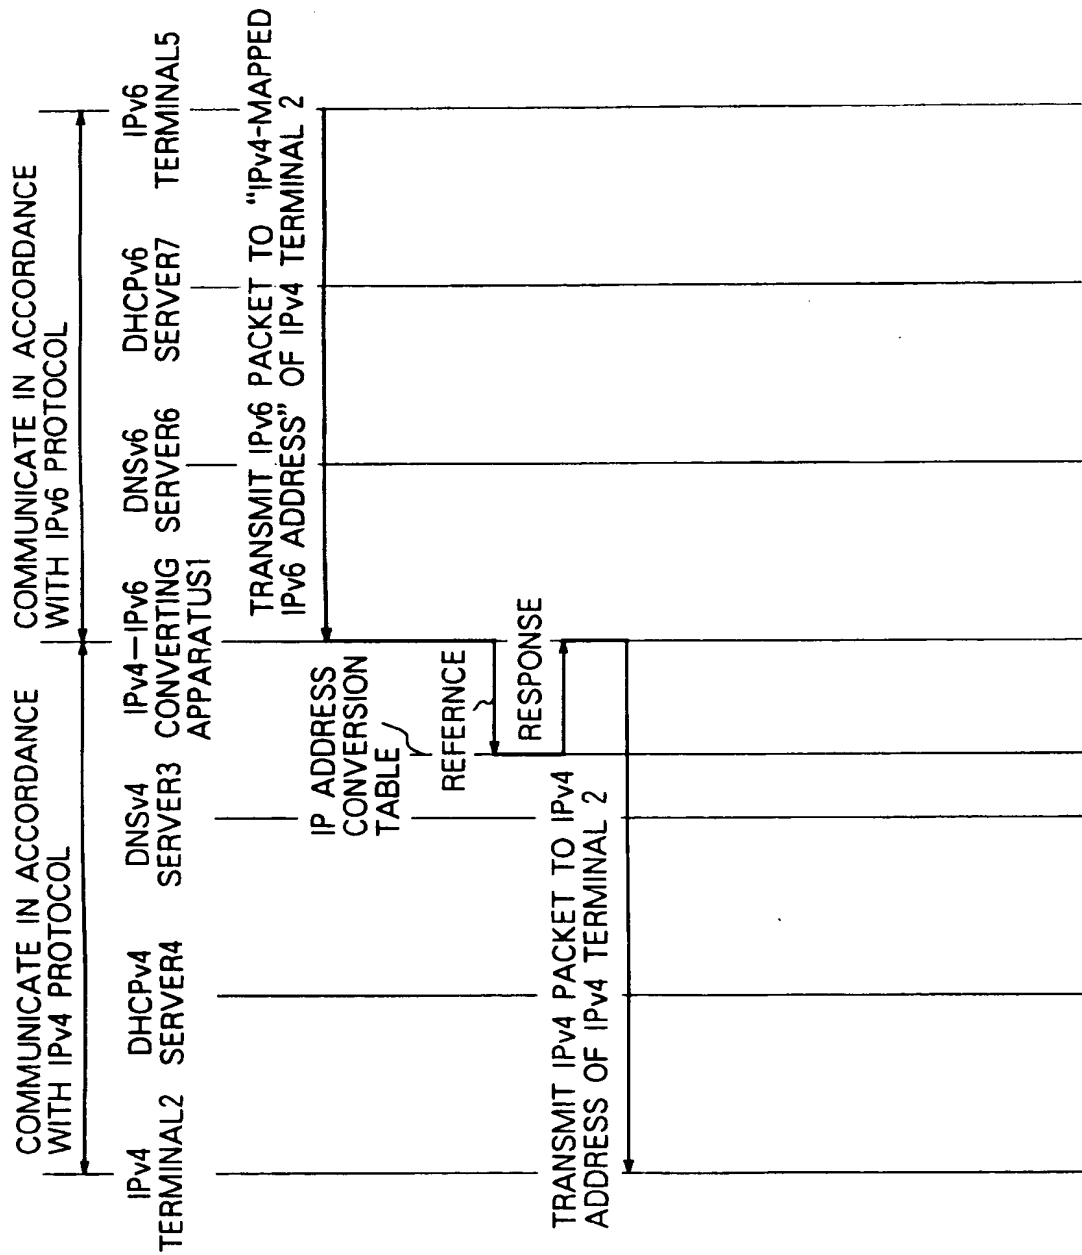 COMMUNICATE IN ACCORDANCE
WITH IPv4 PROTOCOL
COMMUNICATE IN ACCORDANCE
WITH IPv6 PROTOCOL
IPv4
TERMINAL2
DHCPv4
SERVER4
DNSv4
SERVER3
IPv4-IPv6
CONVERTING
APPARATUS1
DNSv6
SERVER6
DHCPv6
SERVER7
IPv6
TERMINAL5
TRANSMIT IPv6 PACKET TO "IPv4-MAPPED
IPv6 ADDRESS" OF IPv4 TERMINAL 2
IP ADDRESS
CONVERSION
TABLE
REFERNCE
RESPONSE
TRANSMIT IPv4 PACKET TO IPv4
ADDRESS OF IPv4 TERMINAL 2